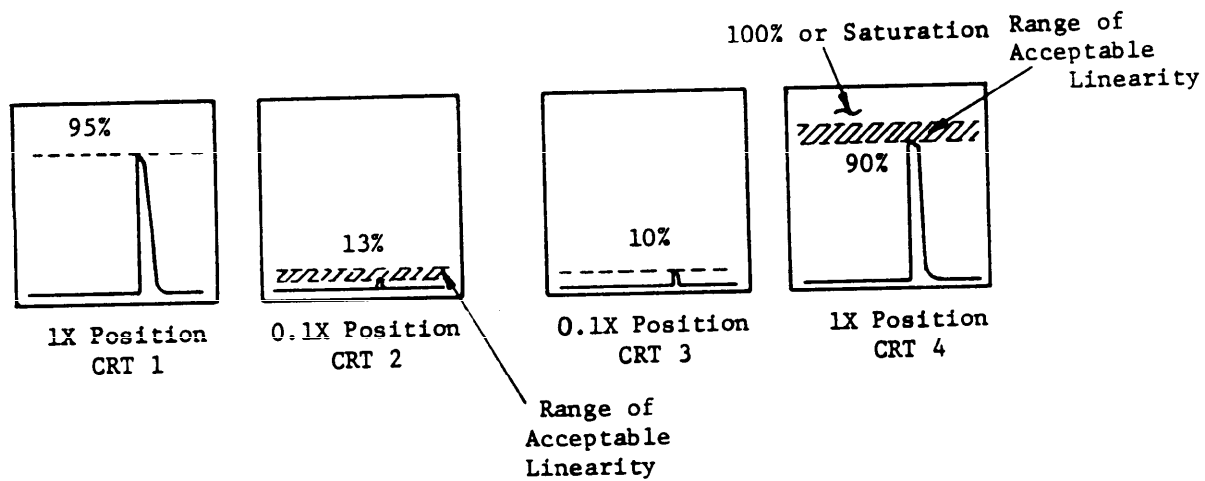 100% or Saturation
Range of
Acceptable
Linearity
95%
13%
10%
90%
1X Position
CRT 1
0.1X Position
CRT 2
0.1X Position
CRT 3
1X Position
CRT 4
Range of
Acceptable
Linearity